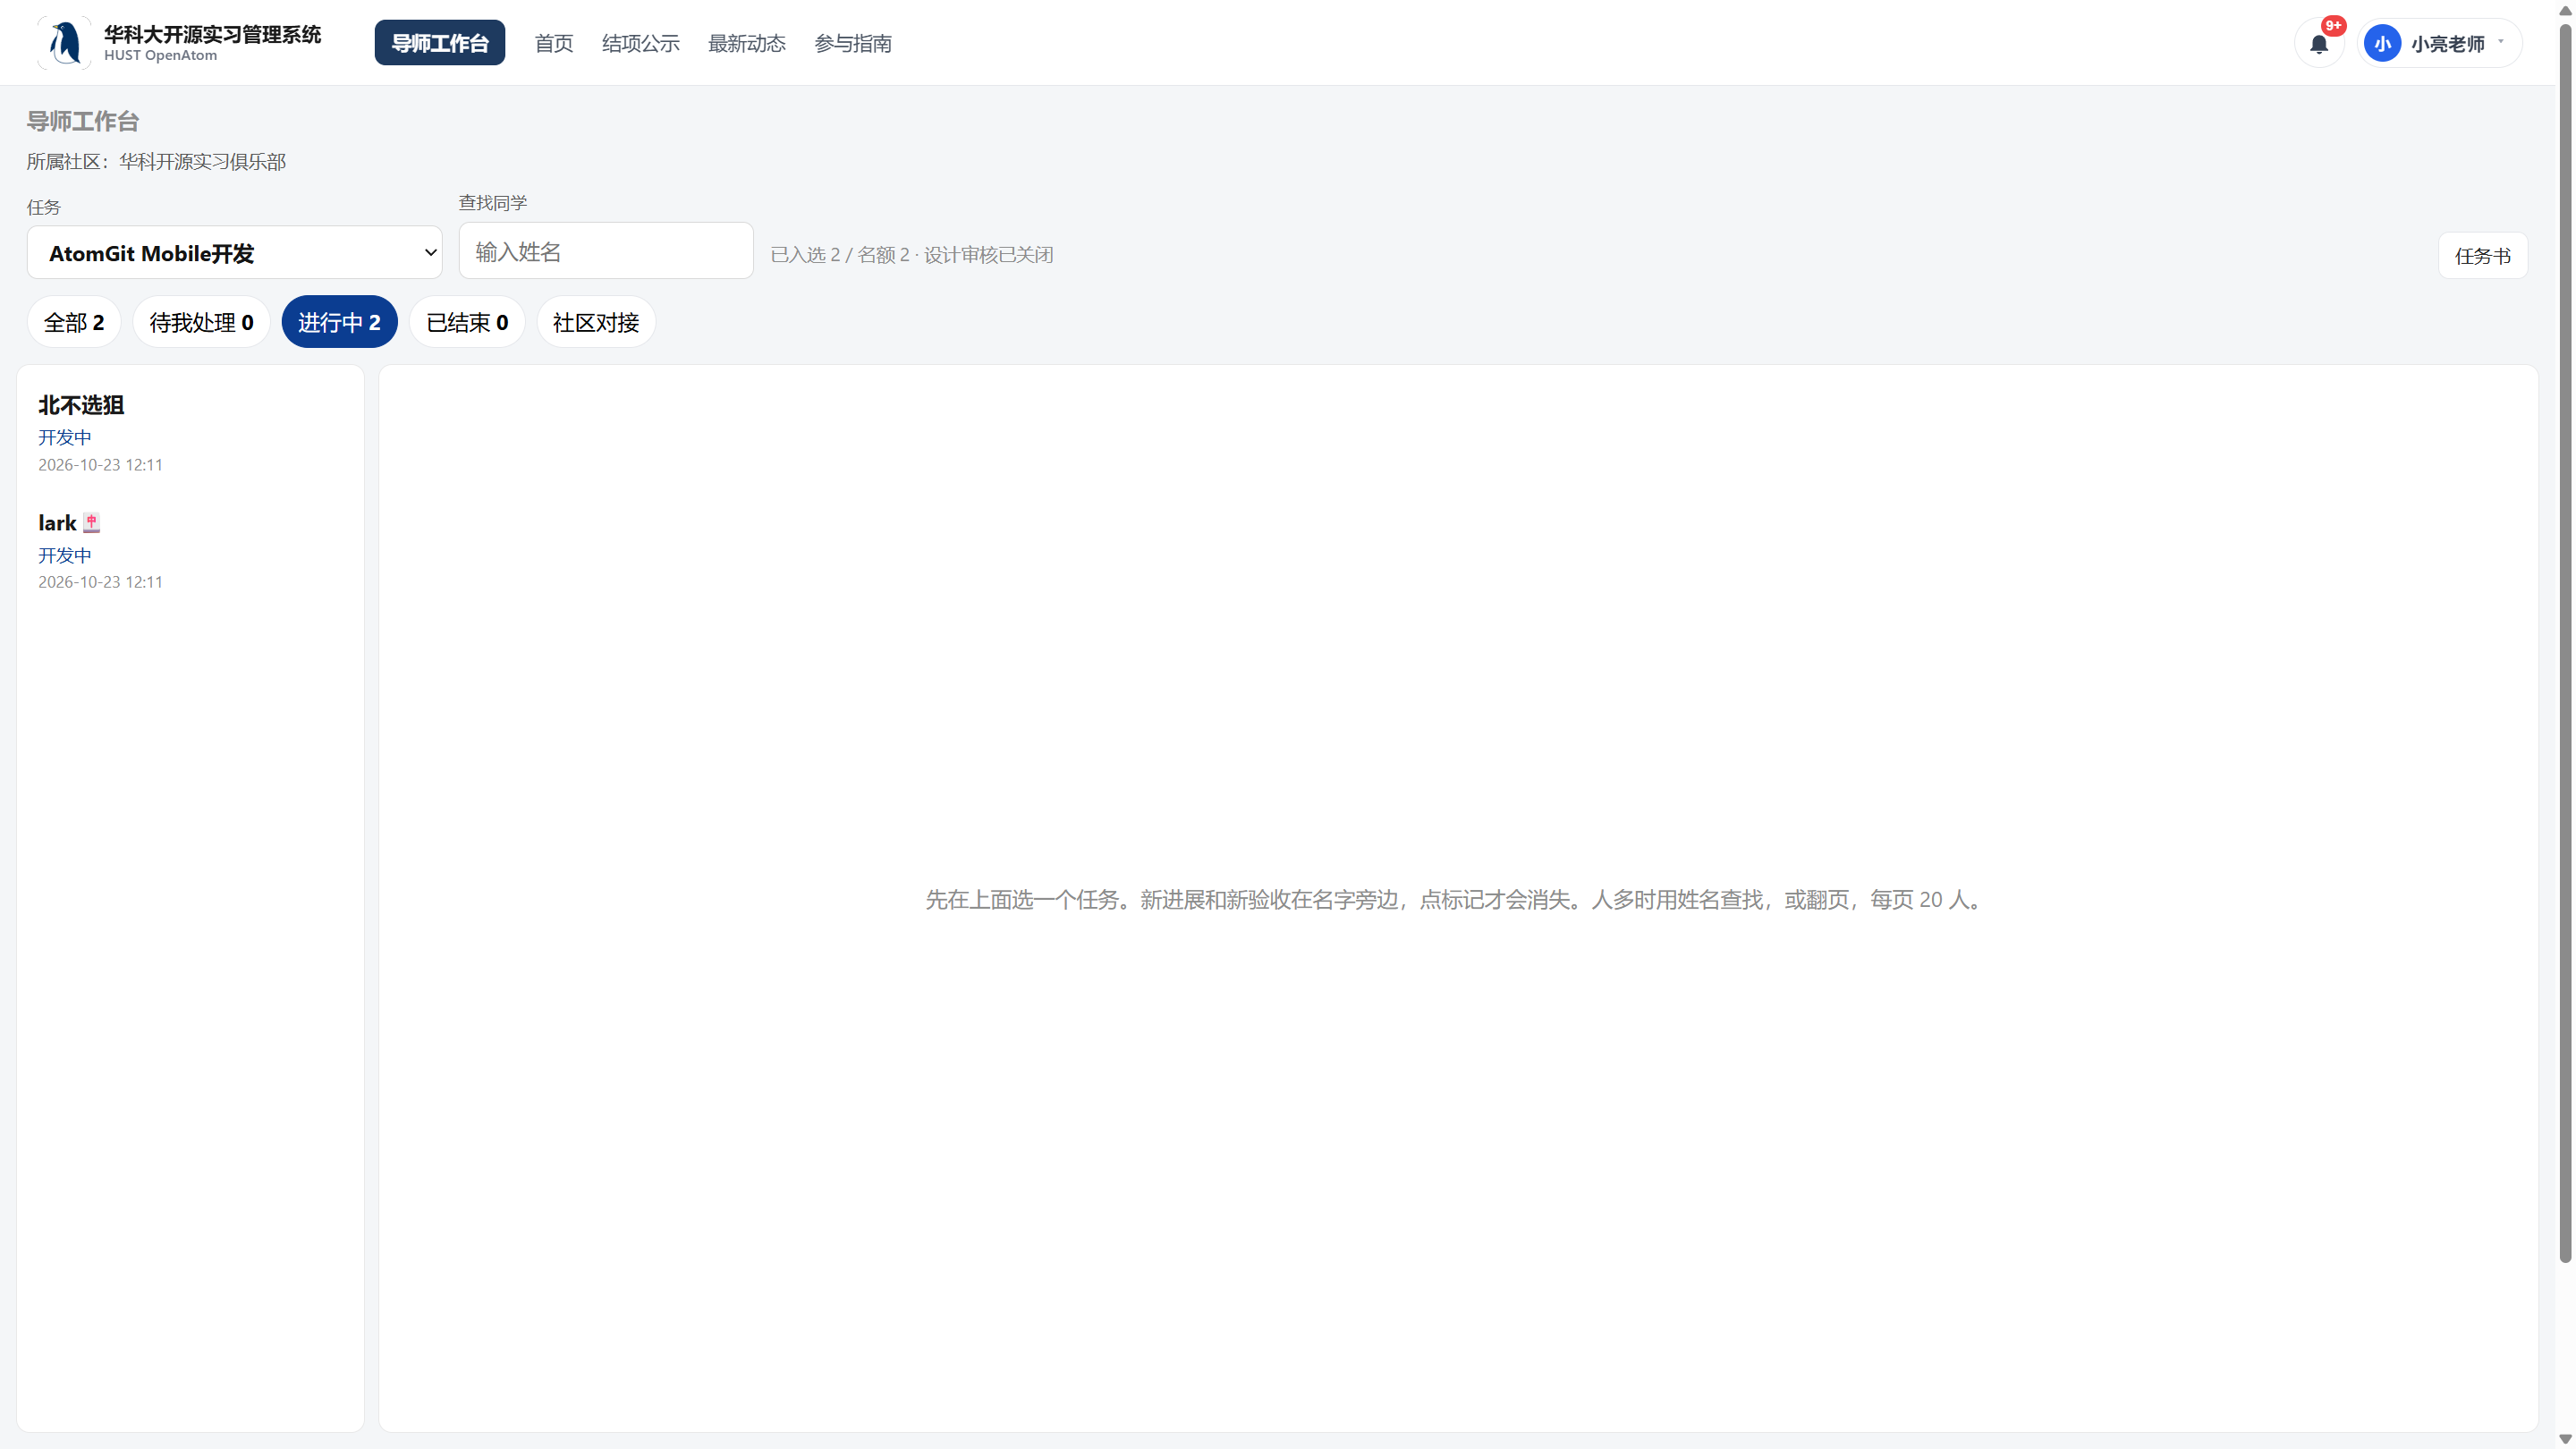 华科大开源实习管理系统
HUST OpenAtom
导师工作台 首页 结项公示 最新动态 参与指南
9+
小 小亮老师
导师工作台
所属社区：华科开源实习俱乐部
任务
查找同学
AtomGit Mobile开发
输入姓名
已入选 2 / 名额 2 · 设计审核已关闭
任务书
全部 2 待我处理 0 进行中 2 已结束 0 社区对接
北不选狙
开发中
2026-10-23 12:11
lark 🀄
开发中
2026-10-23 12:11
先在上面选一个任务。新进展和新验收在名字旁边，点标记才会消失。人多时用姓名查找，或翻页，每页 20 人。